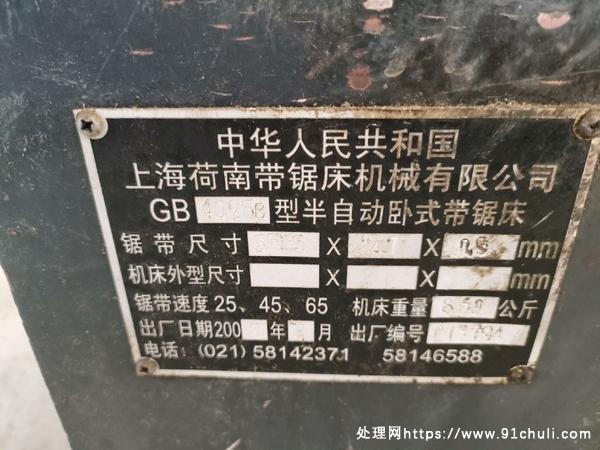 中华人民共和国
上海荷南带锯床机械有限公司
GB 4025B 型半自动卧式带锯床
锯带尺寸 X X 0.9 mm
机床外型尺寸 X X mm
锯带速度 25、45、65 机床重量 公斤
出厂日期200 年 月 出厂编号
电话: (021) 58142371 58146588
处理网https://www.91chuli.com/